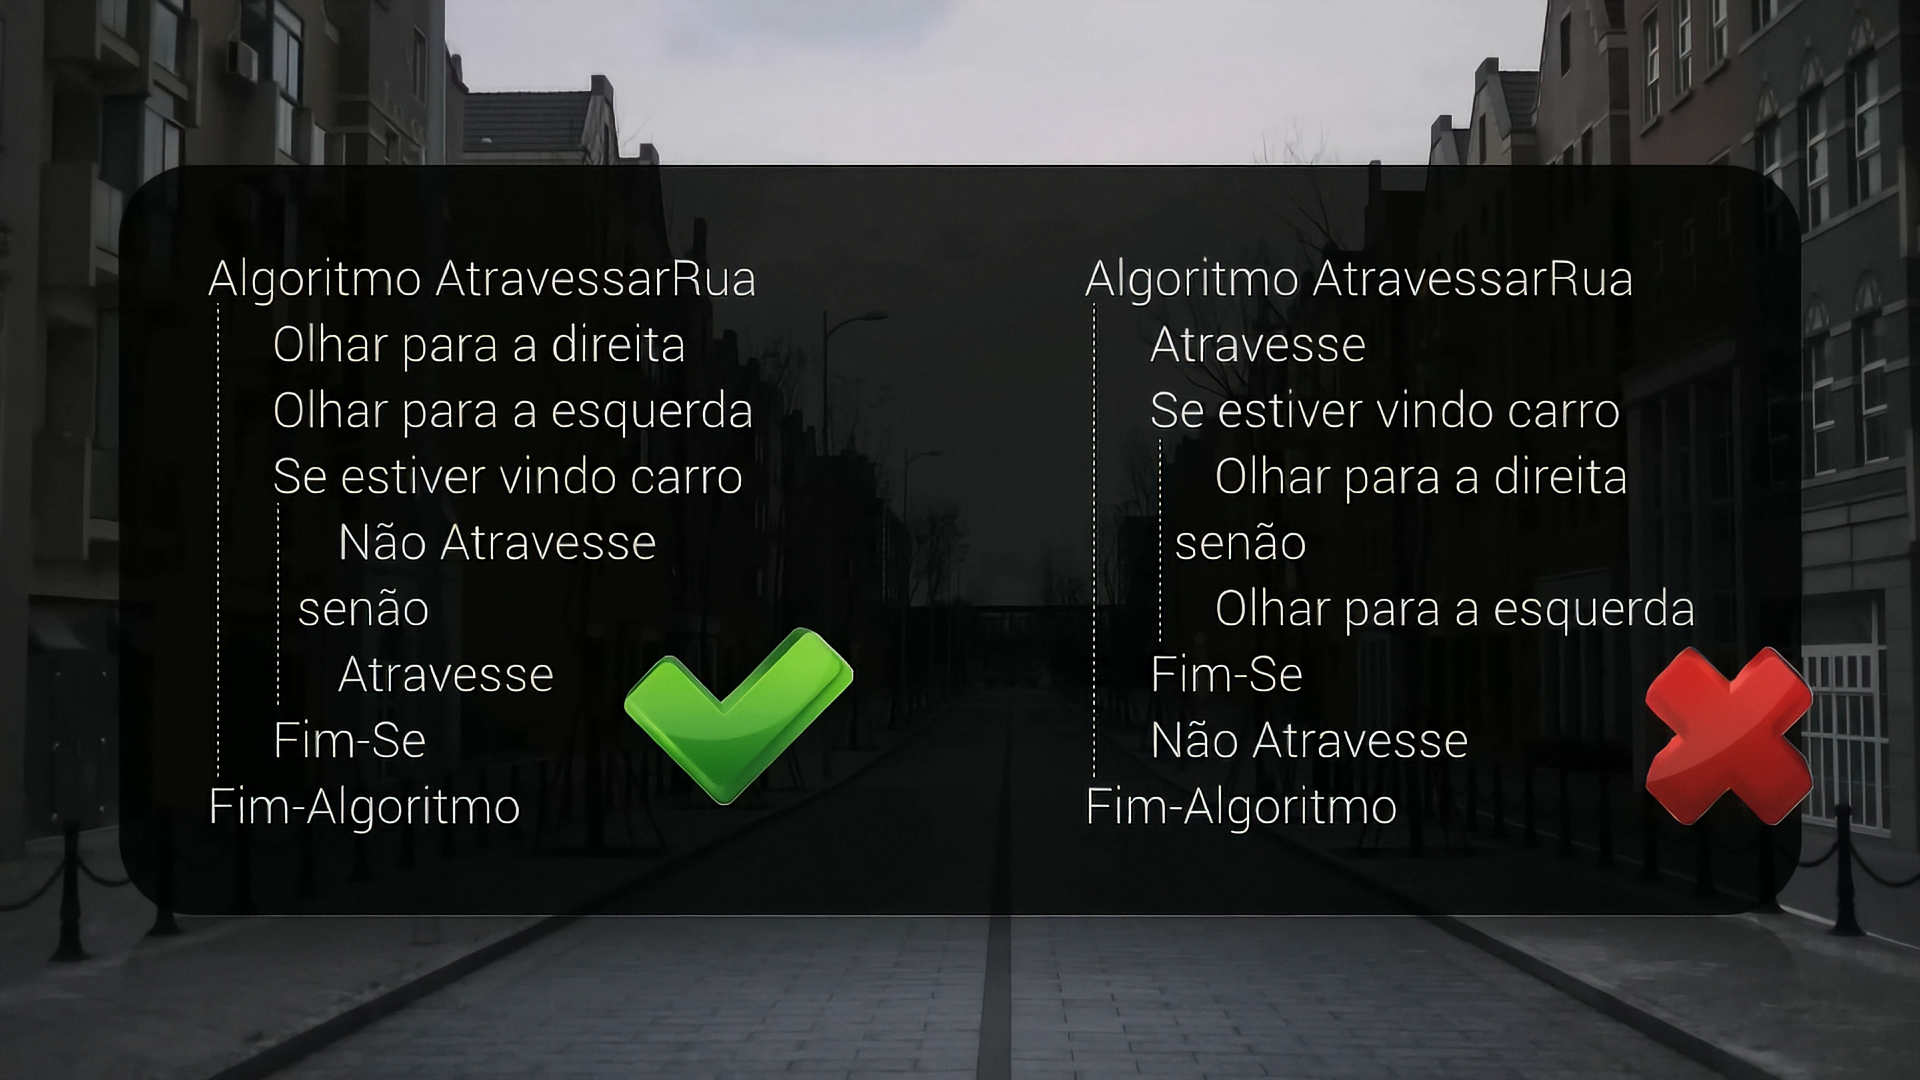 Algoritmo AtravessarRua
Olhar para a direita
Olhar para a esquerda
Se estiver vindo carro
Não Atravesse
senão
Atravesse
Fim-Se
Fim-Algoritmo
Algoritmo AtravessarRua
Atravesse
Se estiver vindo carro
Olhar para a direita
senão
Olhar para a esquerda
Fim-Se
Não Atravesse
Fim-Algoritmo